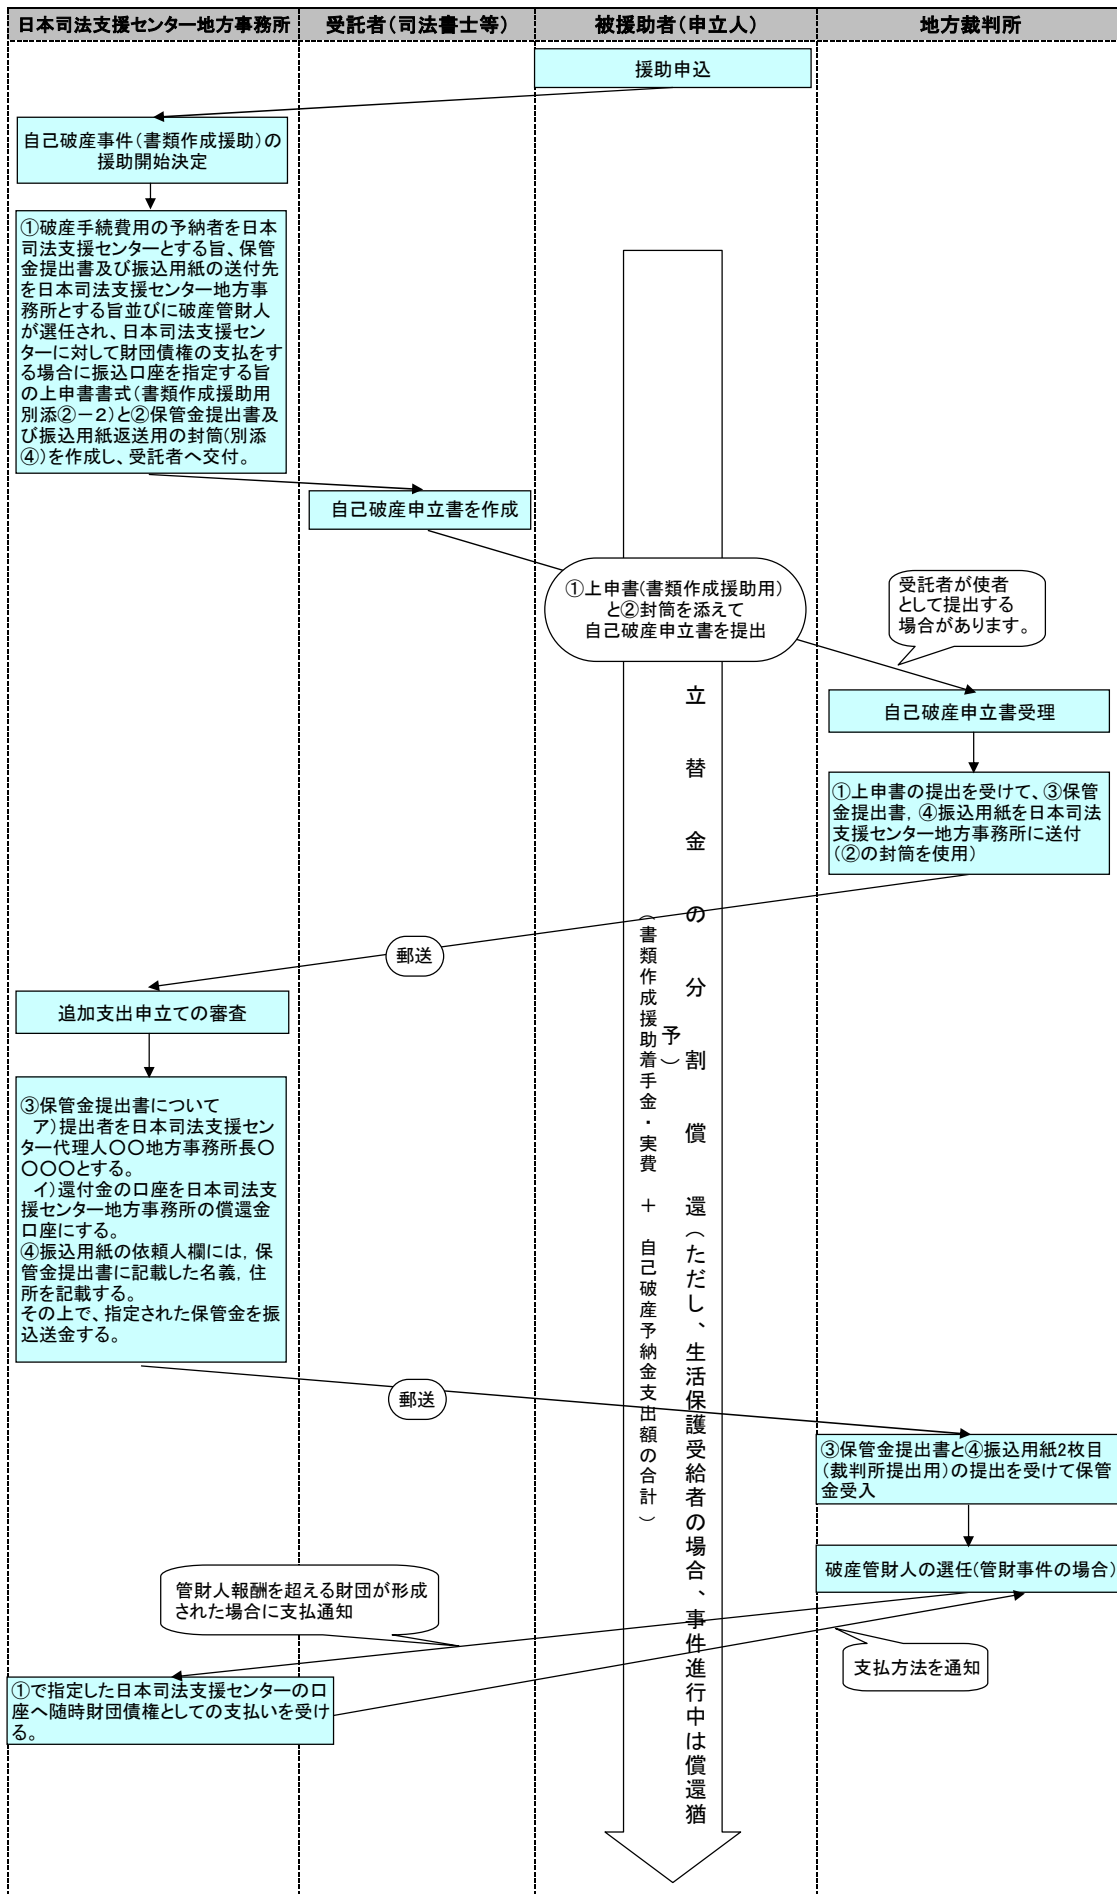 日本司法支援センター地方事務所
受託者（司法書士等）
被援助者（申立人）
地方裁判所
援助申込
自己破産事件（書類作成援助）の
援助開始決定
①破産手続費用の予納者を日本
司法支援センターとする旨、保管
金提出書及び振込用紙の送付先
を日本司法支援センター地方事
務所とする旨並びに破産管財人
が選任され、日本司法支援セン
ターに対して財団債権の支払をす
る場合に振込口座を指定する旨
の上申書書式（書類作成援助用
別添②－2）と②保管金提出書及
び振込用紙返送用の封筒(別添
④)を作成し、受託者へ交付。
自己破産申立書を作成
①上申書(書類作成援助用)
と②封筒を添えて
自己破産申立書を提出
受託者が使者
として提出する
場合があります。
自己破産申立書受理
①上申書の提出を受けて、③保管
金提出書，④振込用紙を日本司法
支援センター地方事務所に送付
（②の封筒を使用）
郵送
追加支出申立ての審査
③保管金提出書について
ア）提出者を日本司法支援セン
ター代理人〇〇地方事務所長〇
〇〇〇とする。
イ）還付金の口座を日本司法支
援センター地方事務所の償還金
口座にする。
④振込用紙の依頼人欄には，保
管金提出書に記載した名義，住
所を記載する。
その上で、指定された保管金を振
込送金する。
郵送
③保管金提出書と④振込用紙2枚目
（裁判所提出用）の提出を受けて保管
金受入
破産管財人の選任(管財事件の場合)
管財人報酬を超える財団が形成
された場合に支払通知
支払方法を通知
①で指定した日本司法支援センターの口
座へ随時財団債権としての支払いを受け
る。
立替金の分割償還（ただし、生活保護受給者の場合、事件進行中は償還猶
予）
（書類作成援助着手金・実費　＋　自己破産予納金支出額の合計）